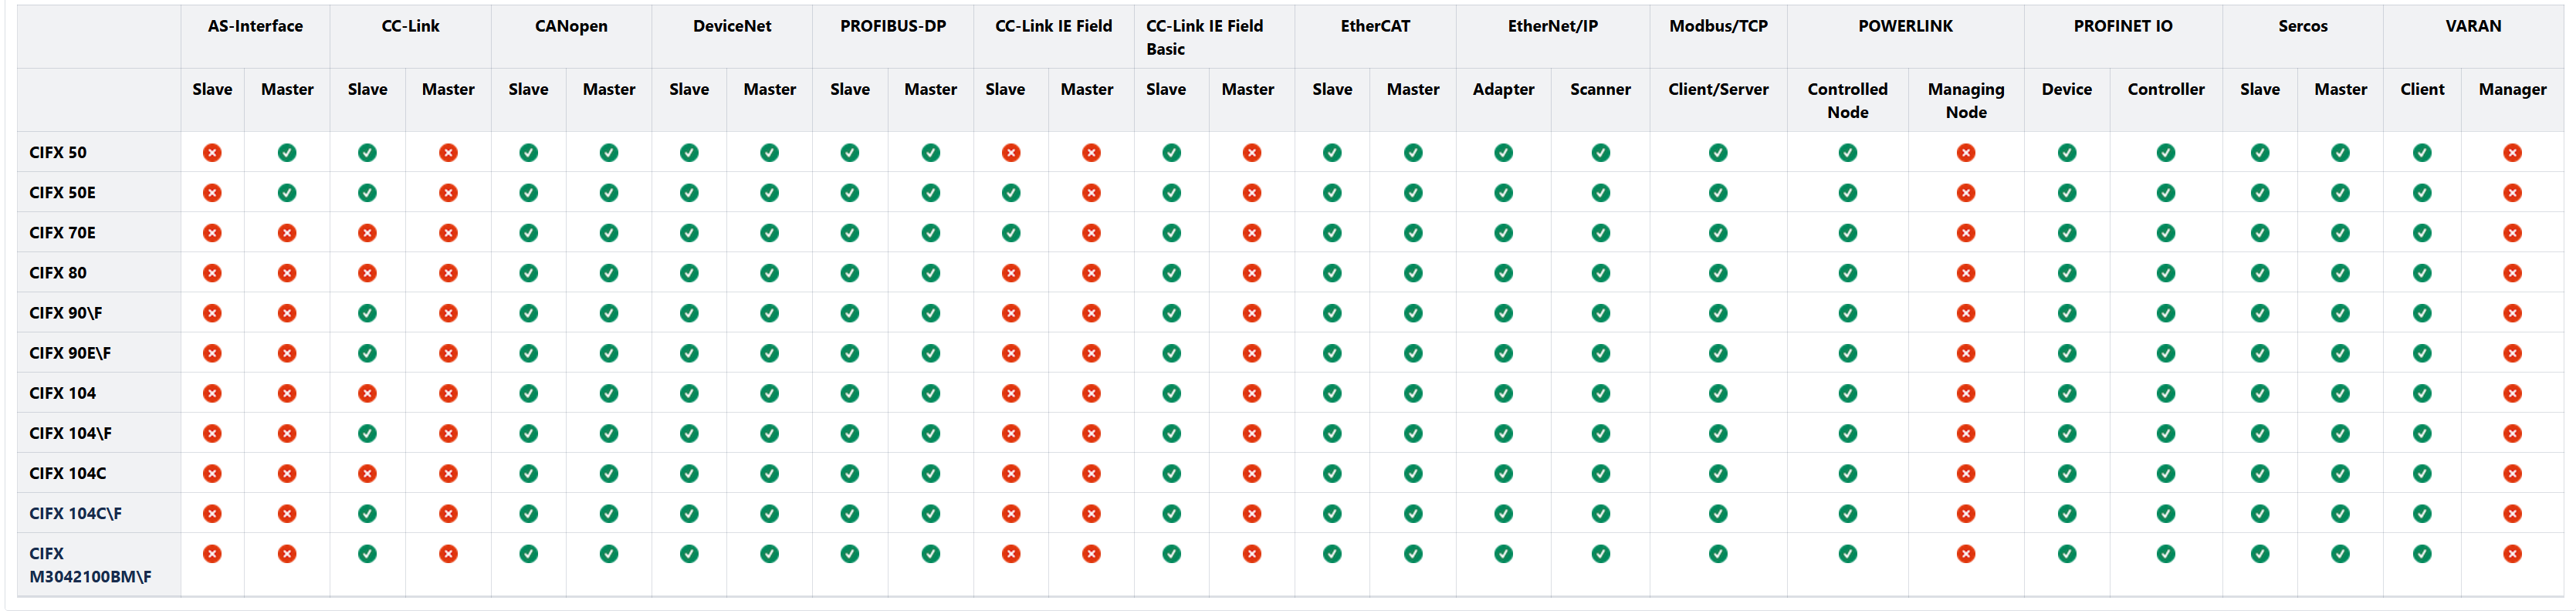 AS-Interface CC-Link CANopen DeviceNet PROFIBUS-DP CC-Link IE Field CC-Link IE Field Basic EtherCAT EtherNet/IP Modbus/TCP POWERLINK PROFINET IO Sercos VARAN
Slave Master Slave Master Slave Master Slave Master Slave Master Slave Master Slave Master Slave Master Adapter Scanner Client/Server Controlled Node Managing Node Device Controller Slave Master Client Manager
CIFX 50
CIFX 50E
CIFX 70E
CIFX 80
CIFX 90\F
CIFX 90E\F
CIFX 104
CIFX 104\F
CIFX 104C
CIFX 104C\F
CIFX
M3042100BM\F